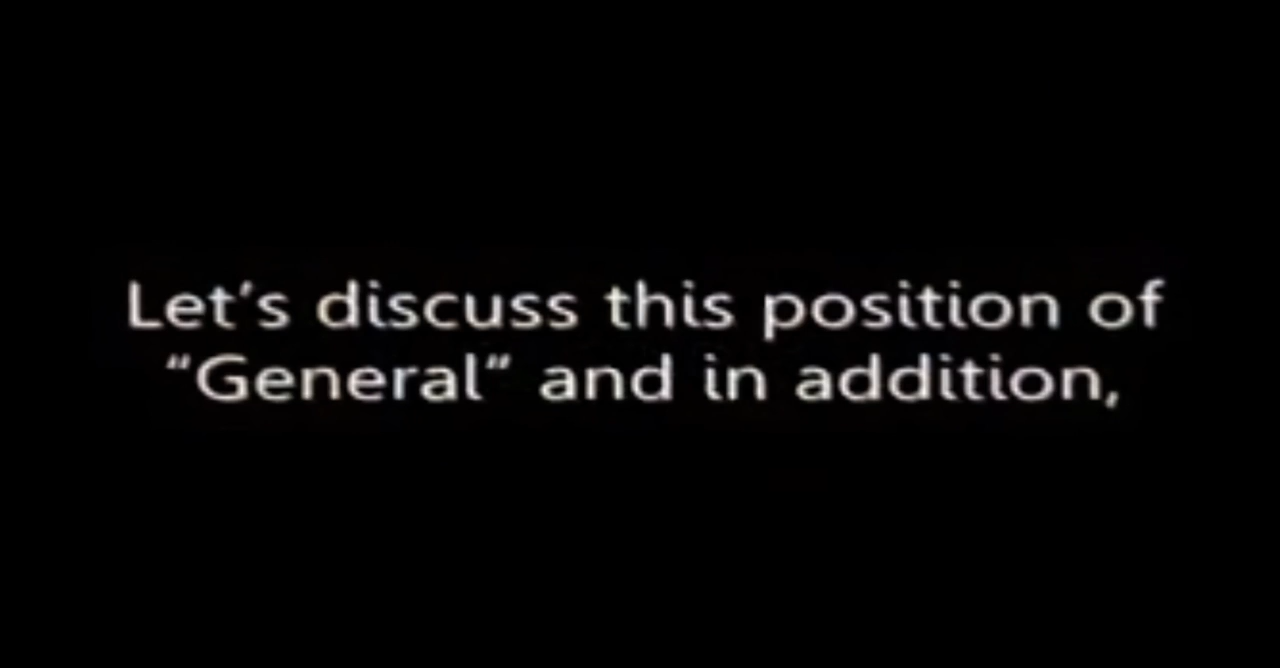 Let's discuss this position of
“General” and in addition,